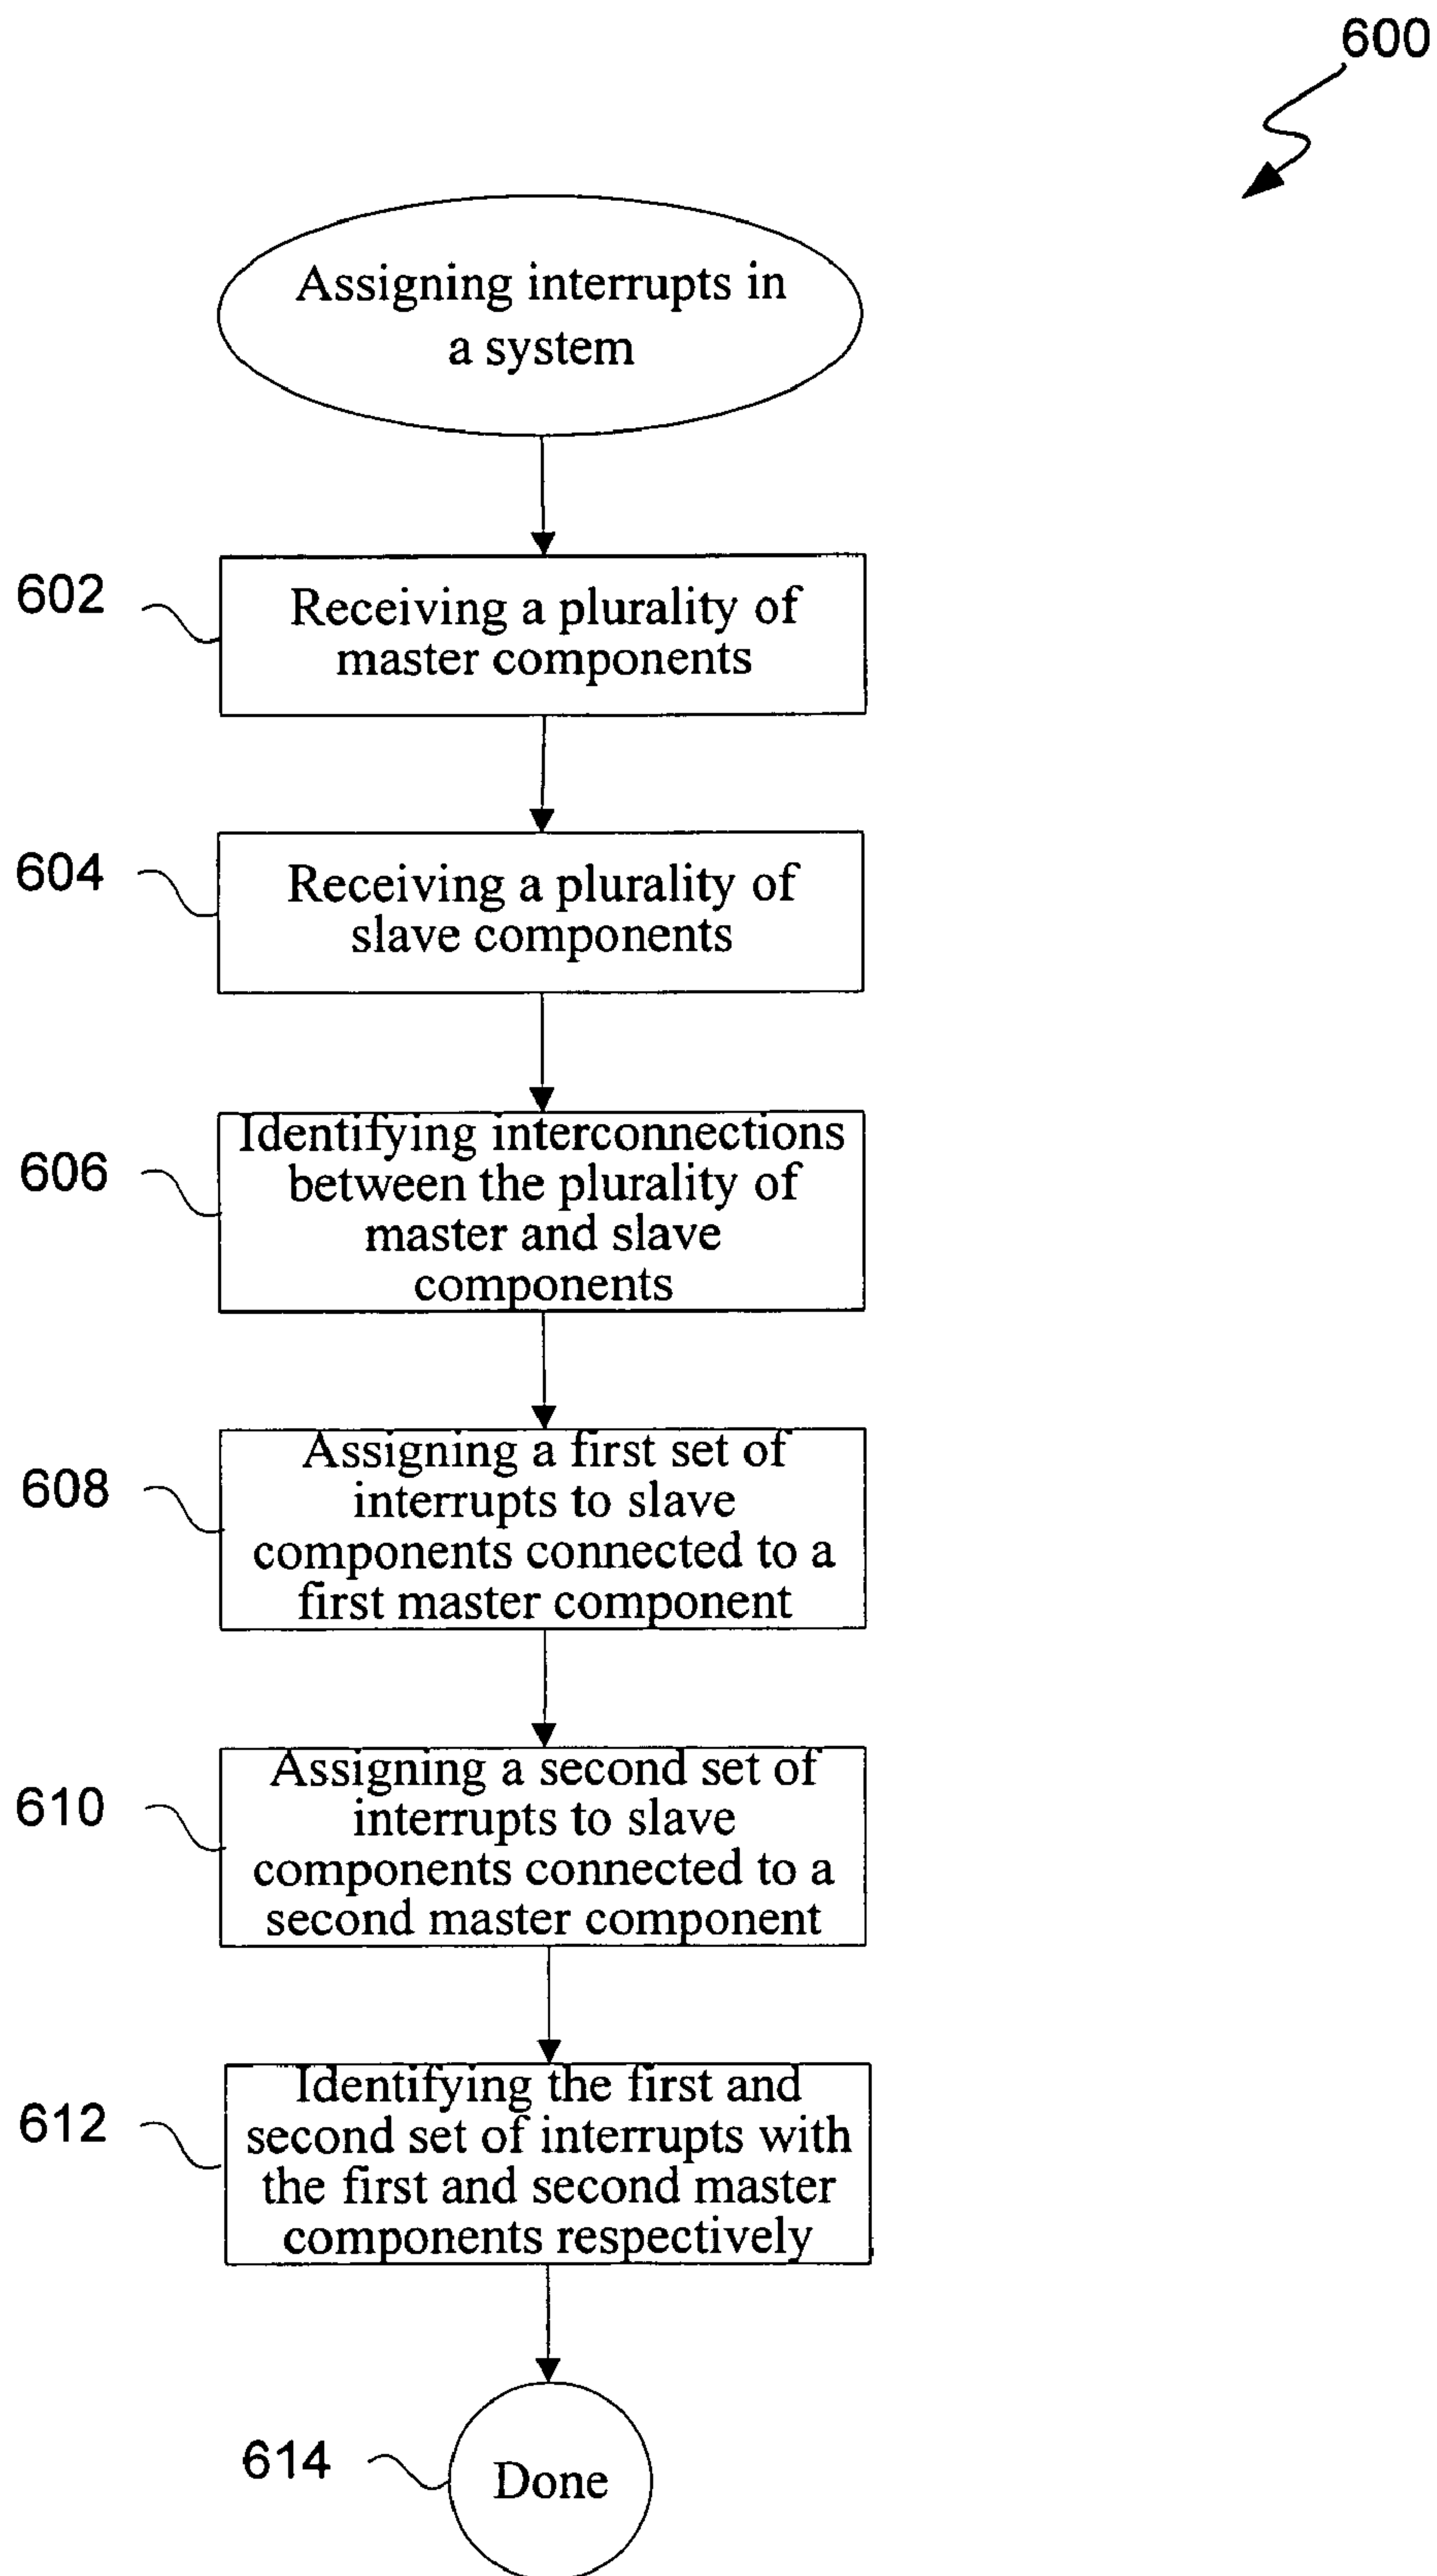 600
Assigning interrupts in
a system
602
Receiving a plurality of
master components
604
Receiving a plurality of
slave components
606
Identifying interconnections
between the plurality of
master and slave
components
608
Assigning a first set of
interrupts to slave
components connected to a
first master component
610
Assigning a second set of
interrupts to slave
components connected to a
second master component
612
Identifying the first and
second set of interrupts with
the first and second master
components respectively
614
Done